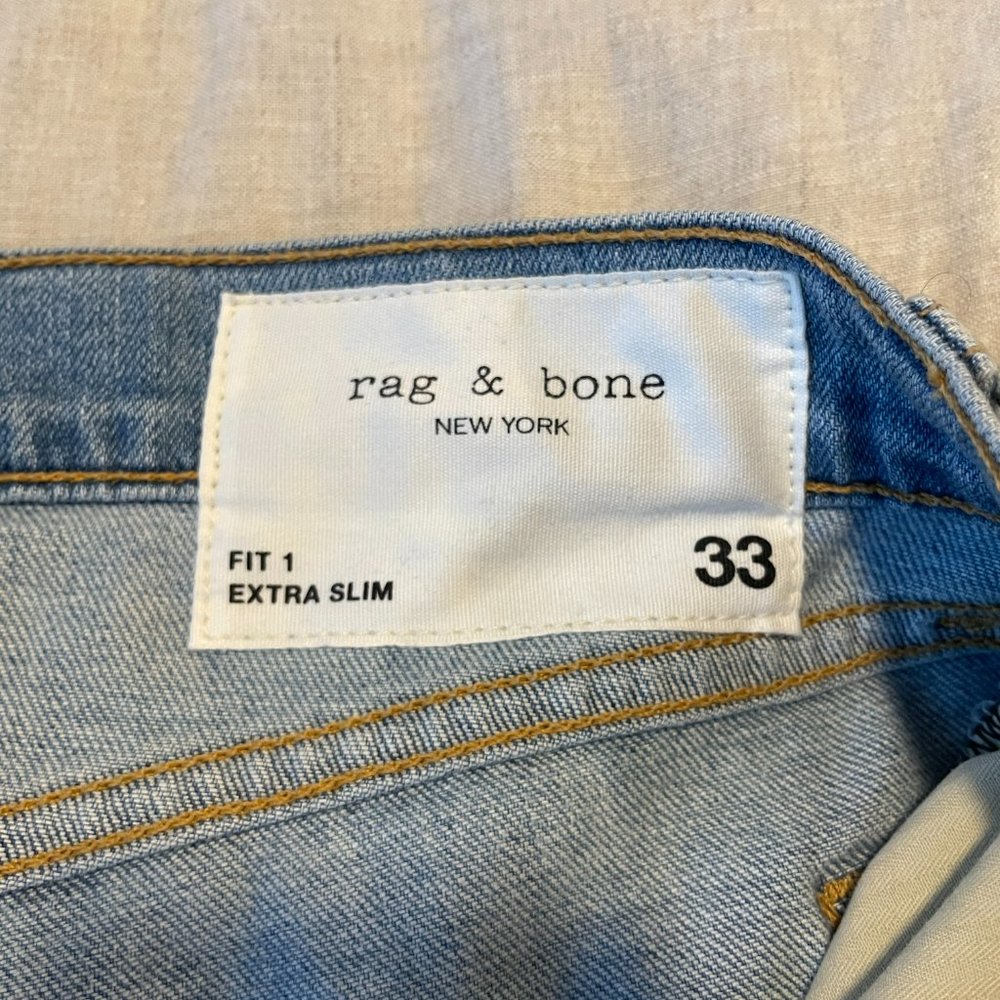 rag & bone
NEW YORK
FIT 1
EXTRA SLIM
33